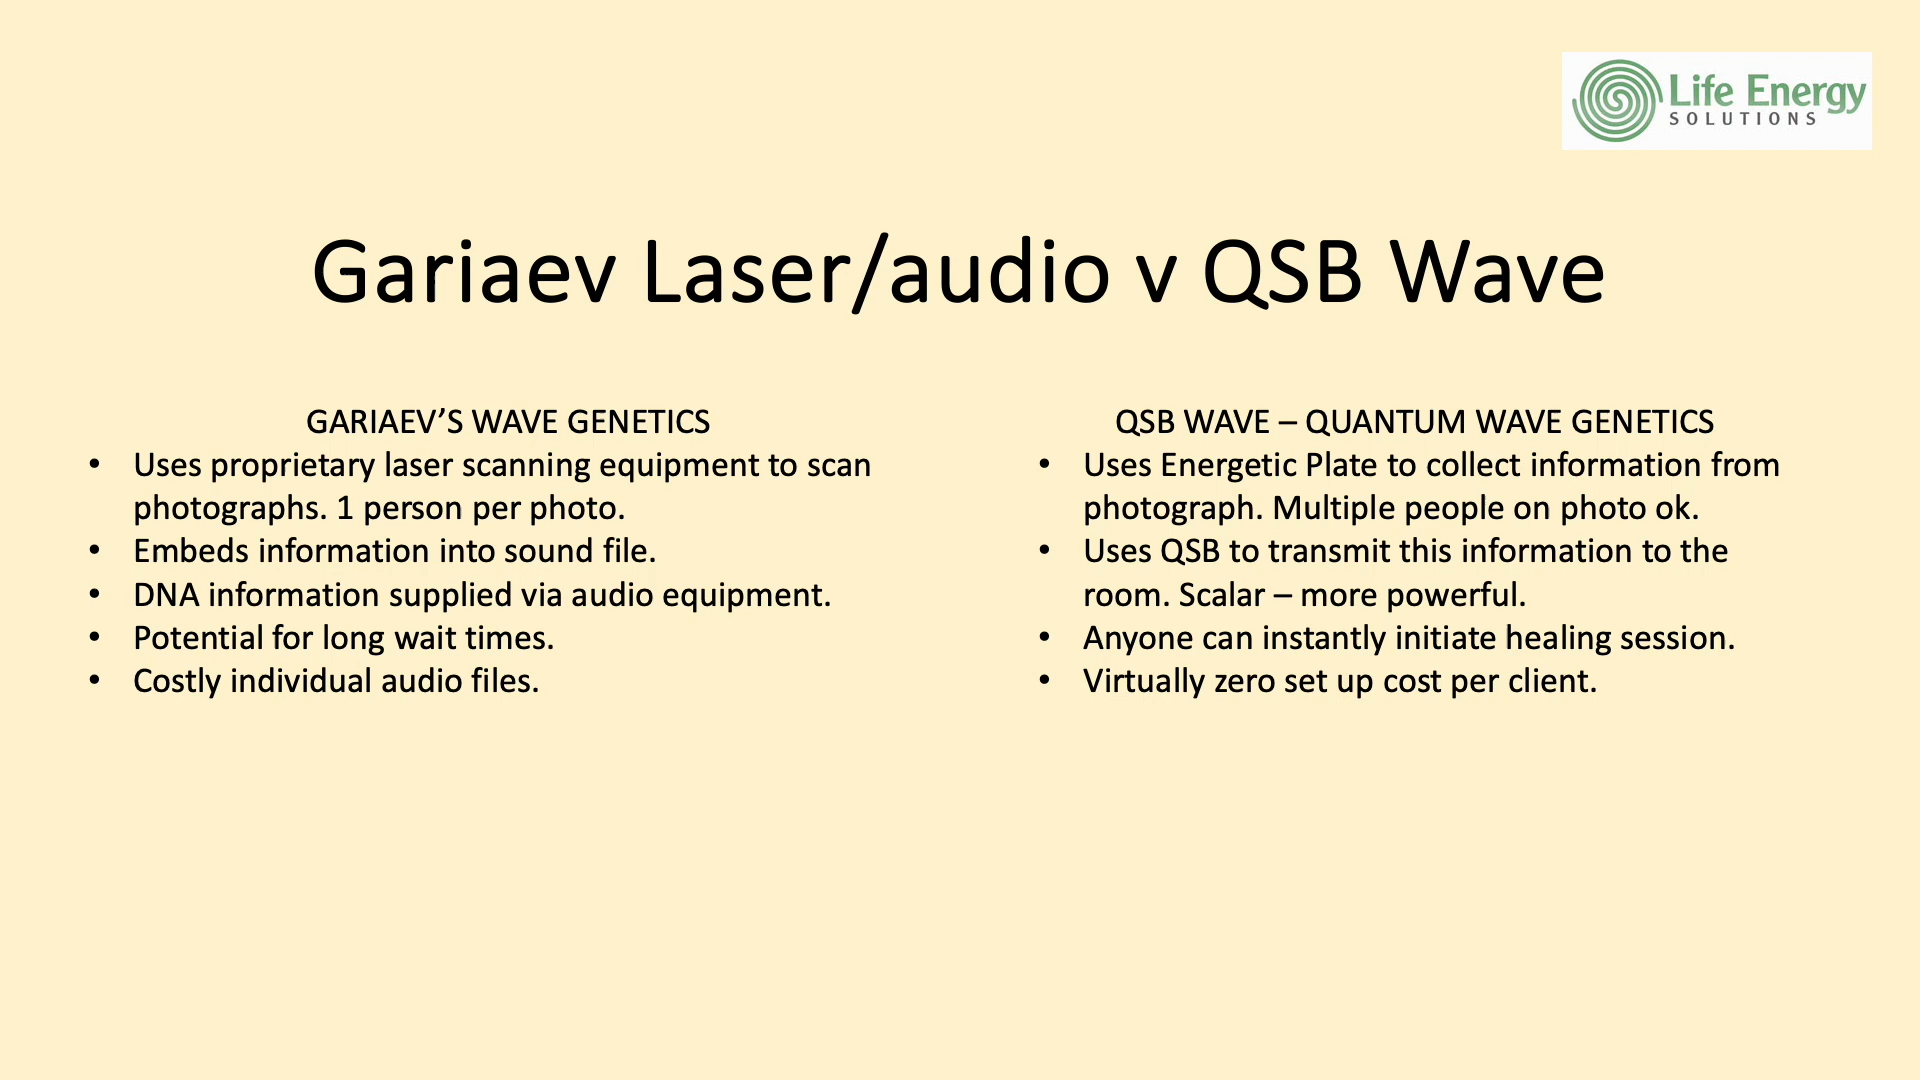 Life Energy
SOLUTIONS
Gariaev Laser/audio v QSB Wave
GARIAEV’S WAVE GENETICS
• Uses proprietary laser scanning equipment to scan
photographs. 1 person per photo.
• Embeds information into sound file.
• DNA information supplied via audio equipment.
• Potential for long wait times.
• Costly individual audio files.
QSB WAVE – QUANTUM WAVE GENETICS
• Uses Energetic Plate to collect information from
photograph. Multiple people on photo ok.
• Uses QSB to transmit this information to the
room. Scalar – more powerful.
• Anyone can instantly initiate healing session.
• Virtually zero set up cost per client.